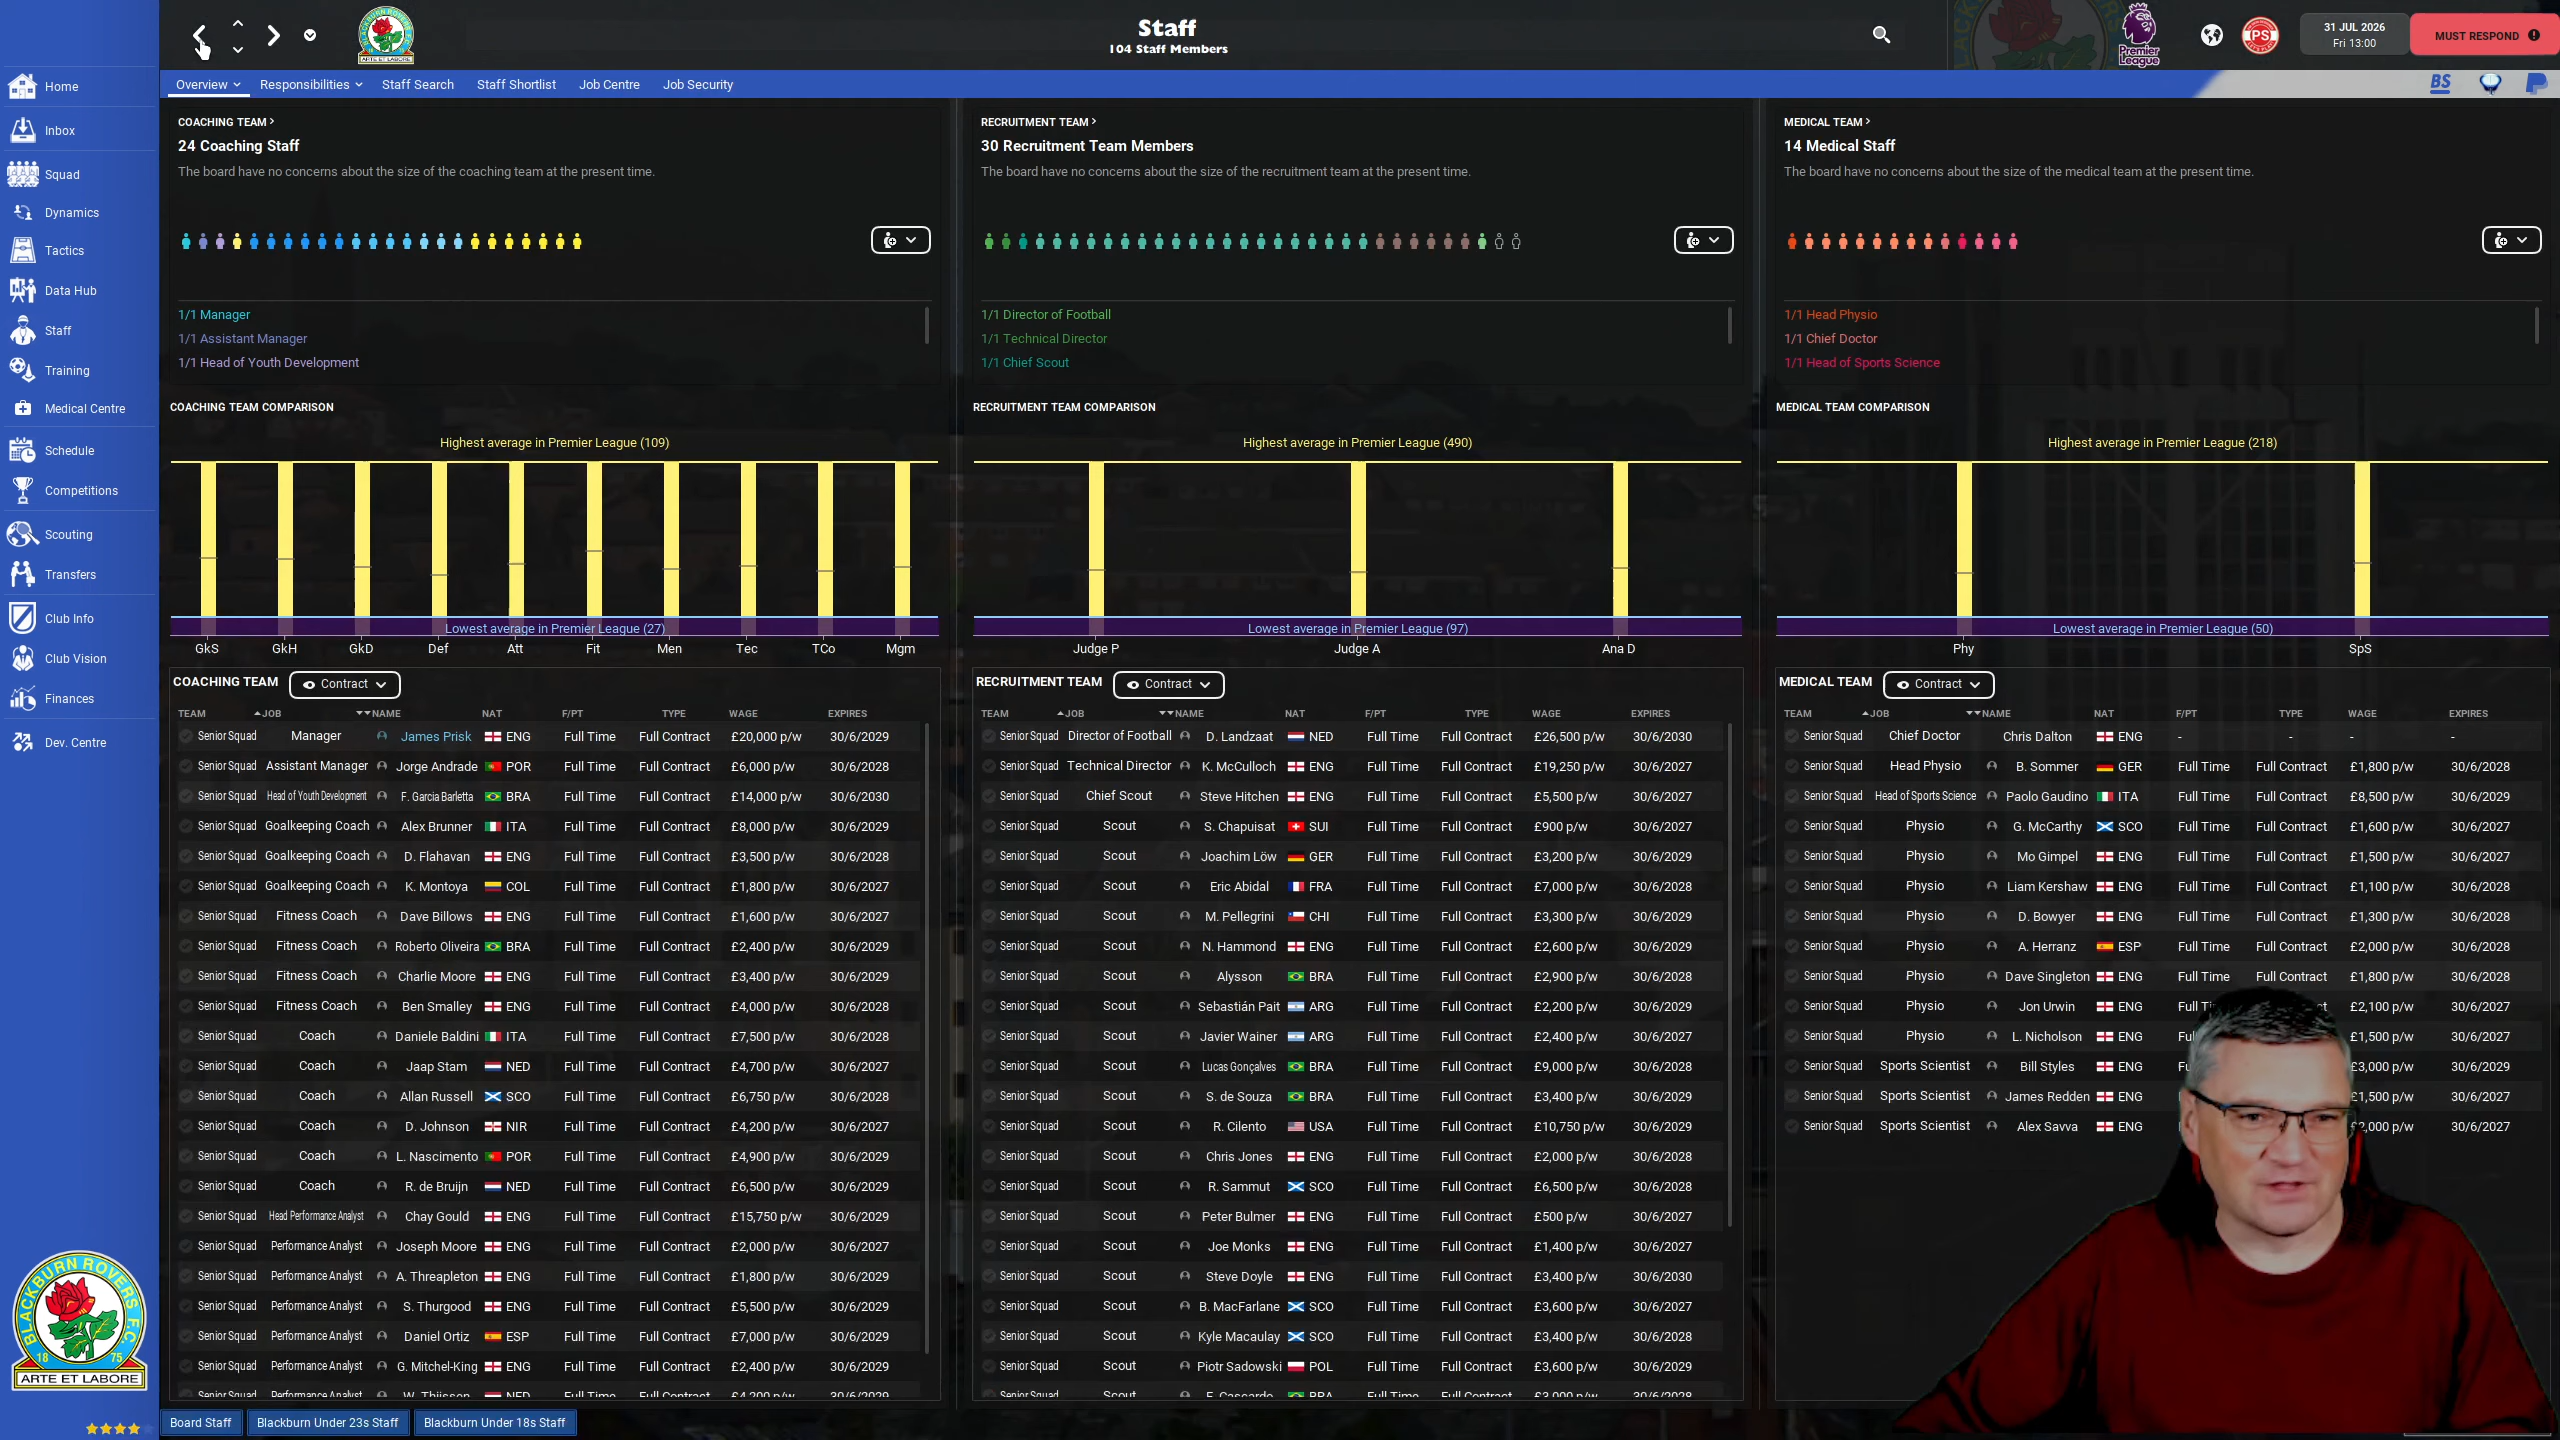 Staff
104 Staff Members
Premier League
PS
31 JUL 2026
Fri 13:00
MUST RESPOND
Home
Inbox
Squad
Dynamics
Tactics
Data Hub
Staff
Training
Medical Centre
Schedule
Competitions
Scouting
Transfers
Club Info
Club Vision
Finances
Dev. Centre
BLACKBURN ROVERS F.C.
18 75
ARTE ET LABORE
Overview Responsibilities Staff Search Staff Shortlist Job Centre Job Security
BS
COACHING TEAM
24 Coaching Staff
The board have no concerns about the size of the coaching team at the present time.
1/1 Manager
1/1 Assistant Manager
1/1 Head of Youth Development
RECRUITMENT TEAM
30 Recruitment Team Members
The board have no concerns about the size of the recruitment team at the present time.
1/1 Director of Football
1/1 Technical Director
1/1 Chief Scout
MEDICAL TEAM
14 Medical Staff
The board have no concerns about the size of the medical team at the present time.
1/1 Head Physio
1/1 Chief Doctor
1/1 Head of Sports Science
COACHING TEAM COMPARISON
Highest average in Premier League (109)
Lowest average in Premier League (27)
GkS GkH GkD Def Att Fit Men Tec TCo Mgm
RECRUITMENT TEAM COMPARISON
Highest average in Premier League (490)
Lowest average in Premier League (97)
Judge P Judge A Ana D
MEDICAL TEAM COMPARISON
Highest average in Premier League (218)
Lowest average in Premier League (50)
Phy SpS
COACHING TEAM Contract
TEAM JOB NAME NAT F/PT TYPE WAGE EXPIRES
Senior Squad Manager James Prisk ENG Full Time Full Contract £20,000 p/w 30/6/2029
Senior Squad Assistant Manager Jorge Andrade POR Full Time Full Contract £6,000 p/w 30/6/2028
Senior Squad Head of Youth Development F. Garcia Barletta BRA Full Time Full Contract £14,000 p/w 30/6/2030
Senior Squad Goalkeeping Coach Alex Brunner ITA Full Time Full Contract £8,000 p/w 30/6/2029
Senior Squad Goalkeeping Coach D. Flahavan ENG Full Time Full Contract £3,500 p/w 30/6/2028
Senior Squad Goalkeeping Coach K. Montoya COL Full Time Full Contract £1,800 p/w 30/6/2027
Senior Squad Fitness Coach Dave Billows ENG Full Time Full Contract £1,600 p/w 30/6/2027
Senior Squad Fitness Coach Roberto Oliveira BRA Full Time Full Contract £2,400 p/w 30/6/2029
Senior Squad Fitness Coach Charlie Moore ENG Full Time Full Contract £3,400 p/w 30/6/2029
Senior Squad Fitness Coach Ben Smalley ENG Full Time Full Contract £4,000 p/w 30/6/2028
Senior Squad Coach Daniele Baldini ITA Full Time Full Contract £7,500 p/w 30/6/2028
Senior Squad Coach Jaap Stam NED Full Time Full Contract £4,700 p/w 30/6/2027
Senior Squad Coach Allan Russell SCO Full Time Full Contract £6,750 p/w 30/6/2028
Senior Squad Coach D. Johnson NIR Full Time Full Contract £4,200 p/w 30/6/2027
Senior Squad Coach L. Nascimento POR Full Time Full Contract £4,900 p/w 30/6/2029
Senior Squad Coach R. de Bruijn NED Full Time Full Contract £6,500 p/w 30/6/2029
Senior Squad Head Performance Analyst Chay Gould ENG Full Time Full Contract £15,750 p/w 30/6/2029
Senior Squad Performance Analyst Joseph Moore ENG Full Time Full Contract £2,000 p/w 30/6/2027
Senior Squad Performance Analyst A. Threapleton ENG Full Time Full Contract £1,800 p/w 30/6/2029
Senior Squad Performance Analyst S. Thurgood ENG Full Time Full Contract £5,500 p/w 30/6/2029
Senior Squad Performance Analyst Daniel Ortiz ESP Full Time Full Contract £7,000 p/w 30/6/2029
Senior Squad Performance Analyst G. Mitchel-King ENG Full Time Full Contract £2,400 p/w 30/6/2029
Senior Squad Performance Analyst NED Full Time Full Contract
RECRUITMENT TEAM Contract
TEAM JOB NAME NAT F/PT TYPE WAGE EXPIRES
Senior Squad Director of Football D. Landzaat NED Full Time Full Contract £26,500 p/w 30/6/2030
Senior Squad Technical Director K. McCulloch ENG Full Time Full Contract £19,250 p/w 30/6/2027
Senior Squad Chief Scout Steve Hitchen ENG Full Time Full Contract £5,500 p/w 30/6/2027
Senior Squad Scout S. Chapuisat SUI Full Time Full Contract £900 p/w 30/6/2027
Senior Squad Scout Joachim Löw GER Full Time Full Contract £3,200 p/w 30/6/2029
Senior Squad Scout Eric Abidal FRA Full Time Full Contract £7,000 p/w 30/6/2028
Senior Squad Scout M. Pellegrini CHI Full Time Full Contract £3,300 p/w 30/6/2029
Senior Squad Scout N. Hammond ENG Full Time Full Contract £2,600 p/w 30/6/2029
Senior Squad Scout Alysson BRA Full Time Full Contract £2,900 p/w 30/6/2028
Senior Squad Scout Sebastián Pait ARG Full Time Full Contract £2,200 p/w 30/6/2029
Senior Squad Scout Javier Wainer ARG Full Time Full Contract £2,400 p/w 30/6/2027
Senior Squad Scout Lucas Gonçalves BRA Full Time Full Contract £9,000 p/w 30/6/2028
Senior Squad Scout S. de Souza BRA Full Time Full Contract £3,400 p/w 30/6/2029
Senior Squad Scout R. Cilento USA Full Time Full Contract £10,750 p/w 30/6/2029
Senior Squad Scout Chris Jones ENG Full Time Full Contract £2,000 p/w 30/6/2028
Senior Squad Scout R. Sammut SCO Full Time Full Contract £6,500 p/w 30/6/2028
Senior Squad Scout Peter Bulmer ENG Full Time Full Contract £500 p/w 30/6/2027
Senior Squad Scout Joe Monks ENG Full Time Full Contract £1,400 p/w 30/6/2027
Senior Squad Scout Steve Doyle ENG Full Time Full Contract £3,400 p/w 30/6/2030
Senior Squad Scout B. MacFarlane SCO Full Time Full Contract £3,600 p/w 30/6/2027
Senior Squad Scout Kyle Macaulay SCO Full Time Full Contract £3,400 p/w 30/6/2028
Senior Squad Scout Piotr Sadowski POL Full Time Full Contract £3,600 p/w 30/6/2029
Senior Squad Scout BRA Full Time Full Contract
MEDICAL TEAM Contract
TEAM JOB NAME NAT F/PT TYPE WAGE EXPIRES
Senior Squad Chief Doctor Chris Dalton ENG - - - -
Senior Squad Head Physio B. Sommer GER Full Time Full Contract £1,800 p/w 30/6/2028
Senior Squad Head of Sports Science Paolo Gaudino ITA Full Time Full Contract £8,500 p/w 30/6/2029
Senior Squad Physio G. McCarthy SCO Full Time Full Contract £1,600 p/w 30/6/2027
Senior Squad Physio Mo Gimpel ENG Full Time Full Contract £1,500 p/w 30/6/2027
Senior Squad Physio Liam Kershaw ENG Full Time Full Contract £1,100 p/w 30/6/2028
Senior Squad Physio D. Bowyer ENG Full Time Full Contract £1,300 p/w 30/6/2028
Senior Squad Physio A. Herranz ESP Full Time Full Contract £2,000 p/w 30/6/2028
Senior Squad Physio Dave Singleton ENG Full Time Full Contract £1,800 p/w 30/6/2028
Senior Squad Physio Jon Urwin ENG Full £2,100 p/w 30/6/2027
Senior Squad Physio L. Nicholson ENG £1,500 p/w 30/6/2027
Senior Squad Sports Scientist Bill Styles ENG £3,000 p/w 30/6/2029
Senior Squad Sports Scientist James Redden ENG £1,500 p/w 30/6/2027
Senior Squad Sports Scientist Alex Savva ENG p/w 30/6/2027
Board Staff Blackburn Under 23s Staff Blackburn Under 18s Staff